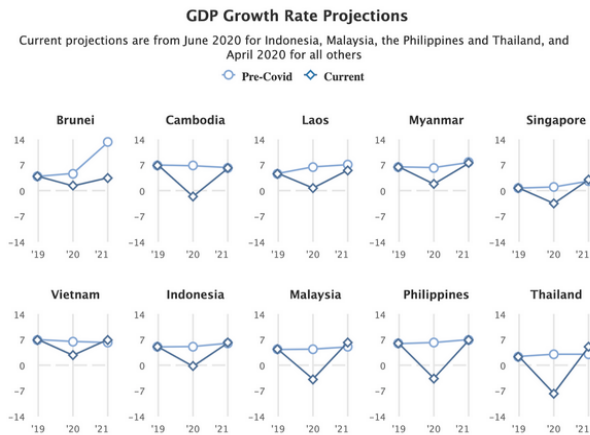 GDP Growth Rate Projections
Current projections are from June 2020 for Indonesia, Malaysia, the Philippines and Thailand, and
April 2020 for all others
Pre-Covid Current
Brunei Cambodia Laos Myanmar Singapore
14 14 14 14 14
7 7 7 7 7
0 0 0 0 0
-7 -7 -7 -7 -7
-14 -14 -14 -14 -14
'19 '20 '21 '19 '20 '21 '19 '20 '21 '19 '20 '21 '19 '20 '21
Vietnam Indonesia Malaysia Philippines Thailand
14 14 14 14 14
7 7 7 7 7
0 0 0 0 0
-7 -7 -7 -7 -7
-14 -14 -14 -14 -14
'19 '20 '21 '19 '20 '21 '19 '20 '21 '19 '20 '21 '19 '20 '21